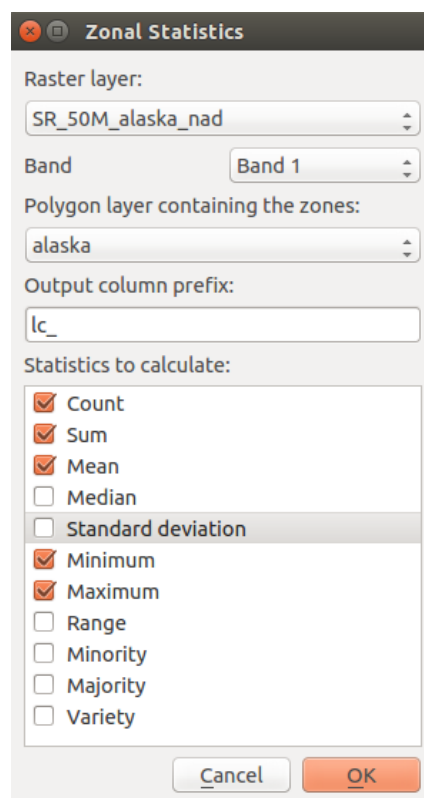 Zonal Statistics
Raster layer:
SR_50M_alaska_nad
Band Band 1
Polygon layer containing the zones:
alaska
Output column prefix:
lc_
Statistics to calculate:
Count
Sum
Mean
Median
Standard deviation
Minimum
Maximum
Range
Minority
Majority
Variety
Cancel OK